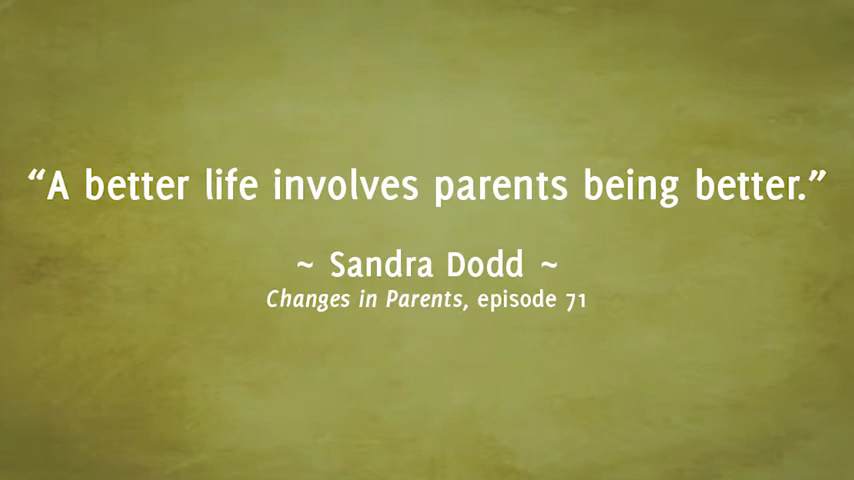 “A better life involves parents being better.”
~ Sandra Dodd ~
Changes in Parents, episode 71